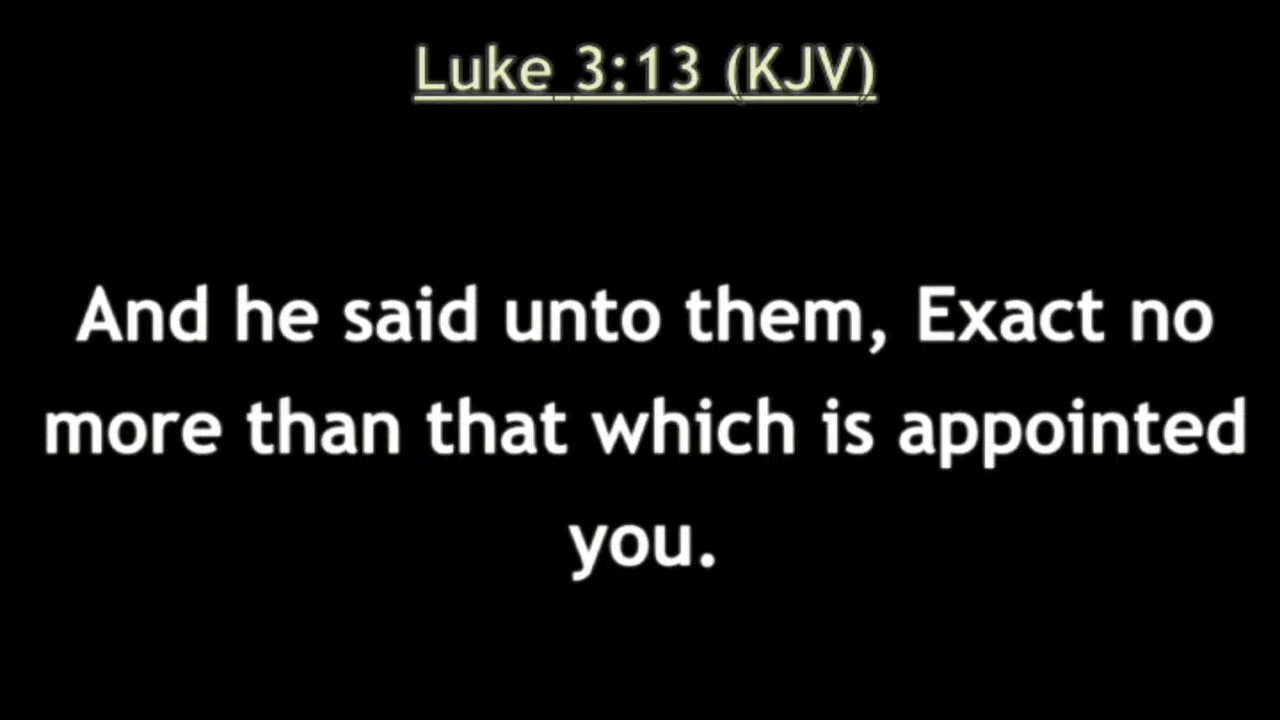 Luke 3:13 (KJV)
And he said unto them, Exact no
more than that which is appointed
you.